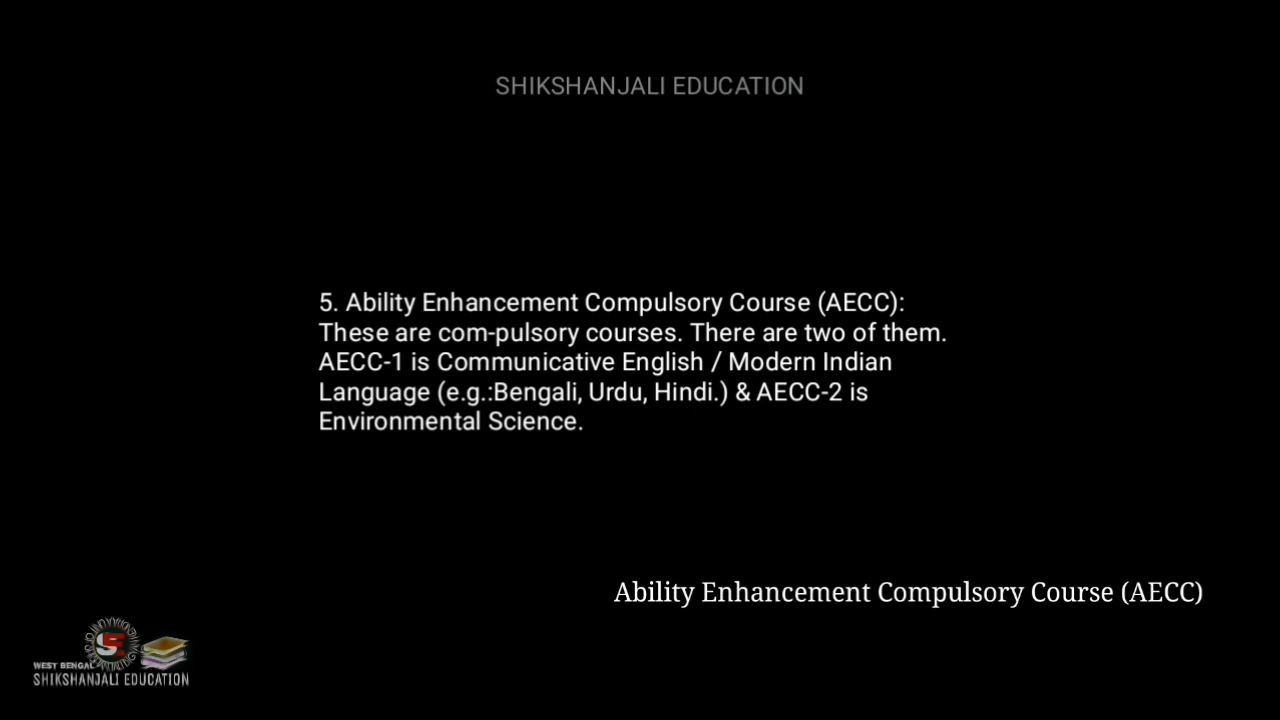 SHIKSHANJALI EDUCATION
5. Ability Enhancement Compulsory Course (AECC):
These are com-pulsory courses. There are two of them.
AECC-1 is Communicative English / Modern Indian
Language (e.g.:Bengali, Urdu, Hindi.) & AECC-2 is
Environmental Science.
Ability Enhancement Compulsory Course (AECC)
WEST BENGAL
SHIKSHANJALI EDUCATION